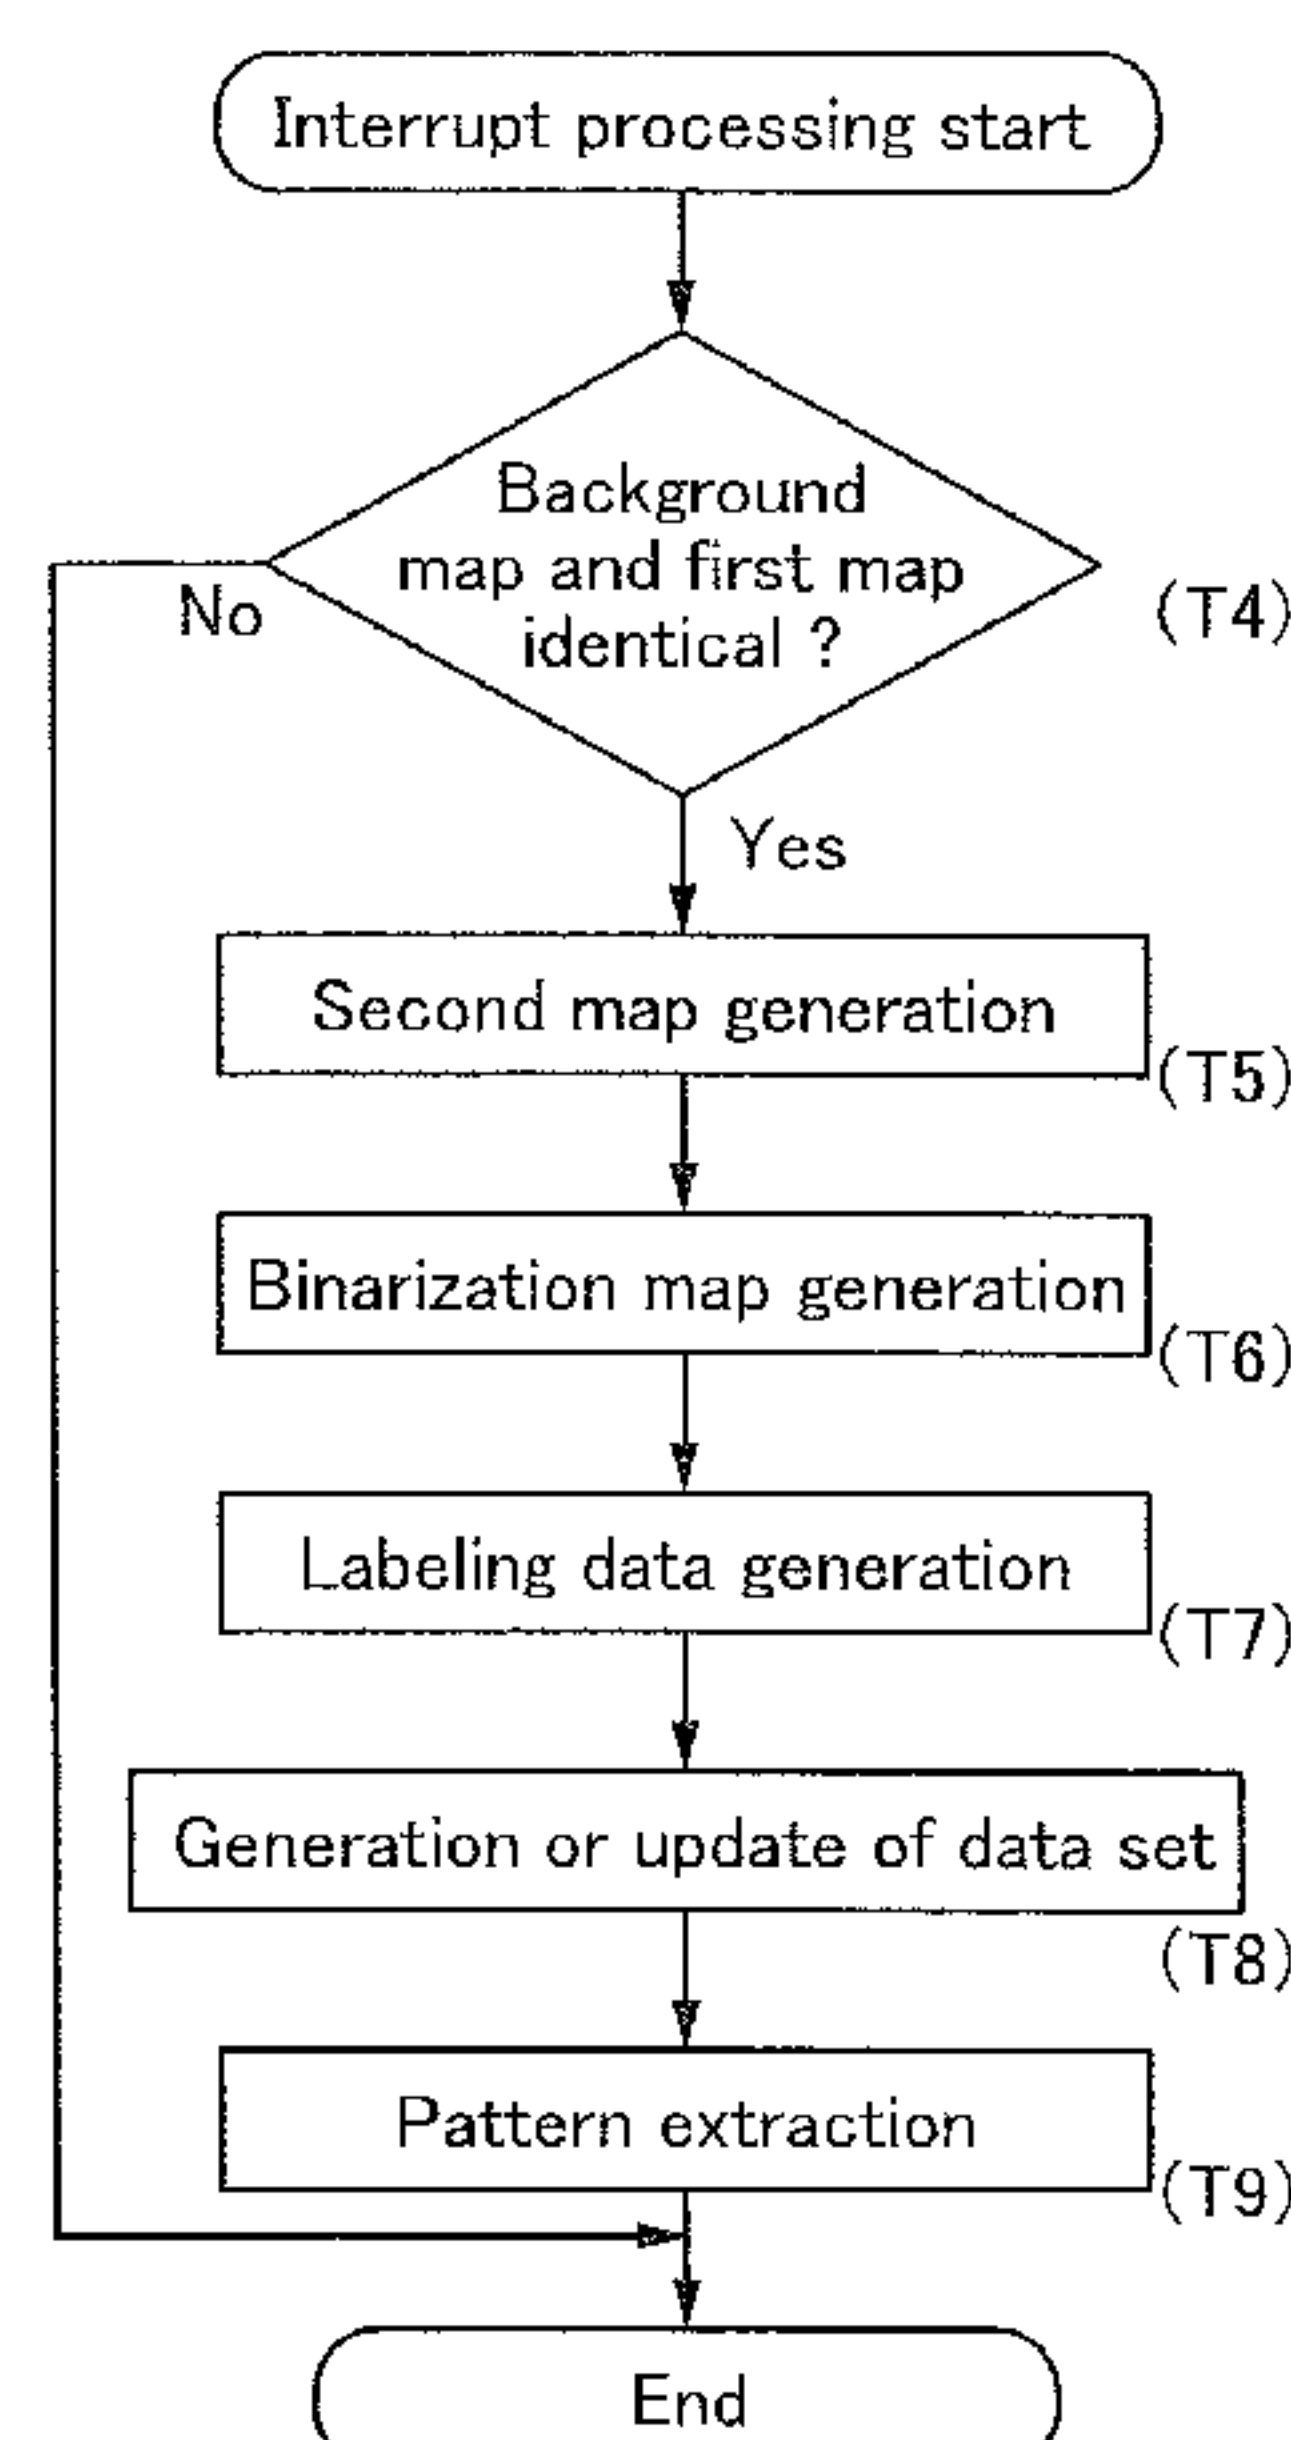 Interrupt processing start
Background
map and first map
identical ?
No
(T4)
Yes
Second map generation
(T5)
Binarization map generation
(T6)
Labeling data generation
(T7)
Generation or update of data set
(T8)
Pattern extraction
(T9)
End